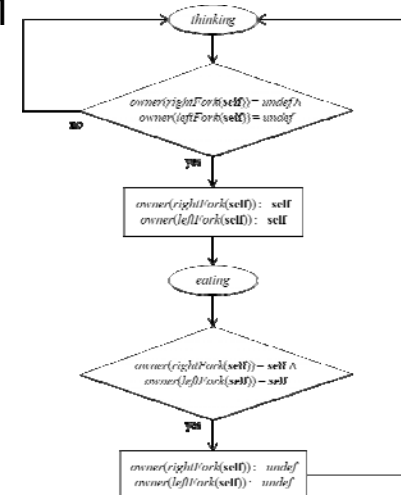 thinking
owner(rightFork(self)) = undef ∧
owner(leftFork(self)) = undef
no
yes
owner(rightFork(self)) : self
owner(leftFork(self)) : self
eating
owner(rightFork(self)) = self ∧
owner(leftFork(self)) = self
yes
owner(rightFork(self)) : undef
owner(leftFork(self)) : undef